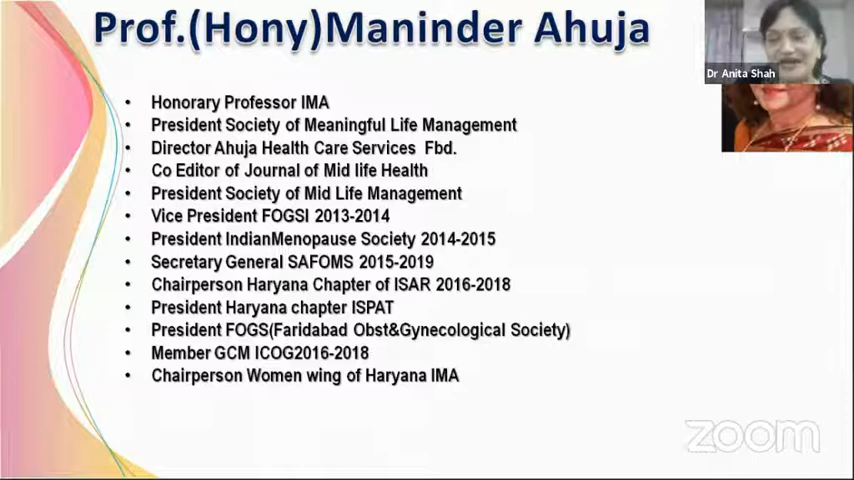 Prof.(Hony)Maninder Ahuja
Dr Anita Shah
• Honorary Professor IMA
• President Society of Meaningful Life Management
• Director Ahuja Health Care Services Fbd.
• Co Editor of Journal of Mid life Health
• President Society of Mid Life Management
• Vice President FOGSI 2013-2014
• President IndianMenopause Society 2014-2015
• Secretary General SAFOMS 2015-2019
• Chairperson Haryana Chapter of ISAR 2016-2018
• President Haryana chapter ISPAT
• President FOGS(Faridabad Obst&Gynecological Society)
• Member GCM ICOG2016-2018
• Chairperson Women wing of Haryana IMA
zoom